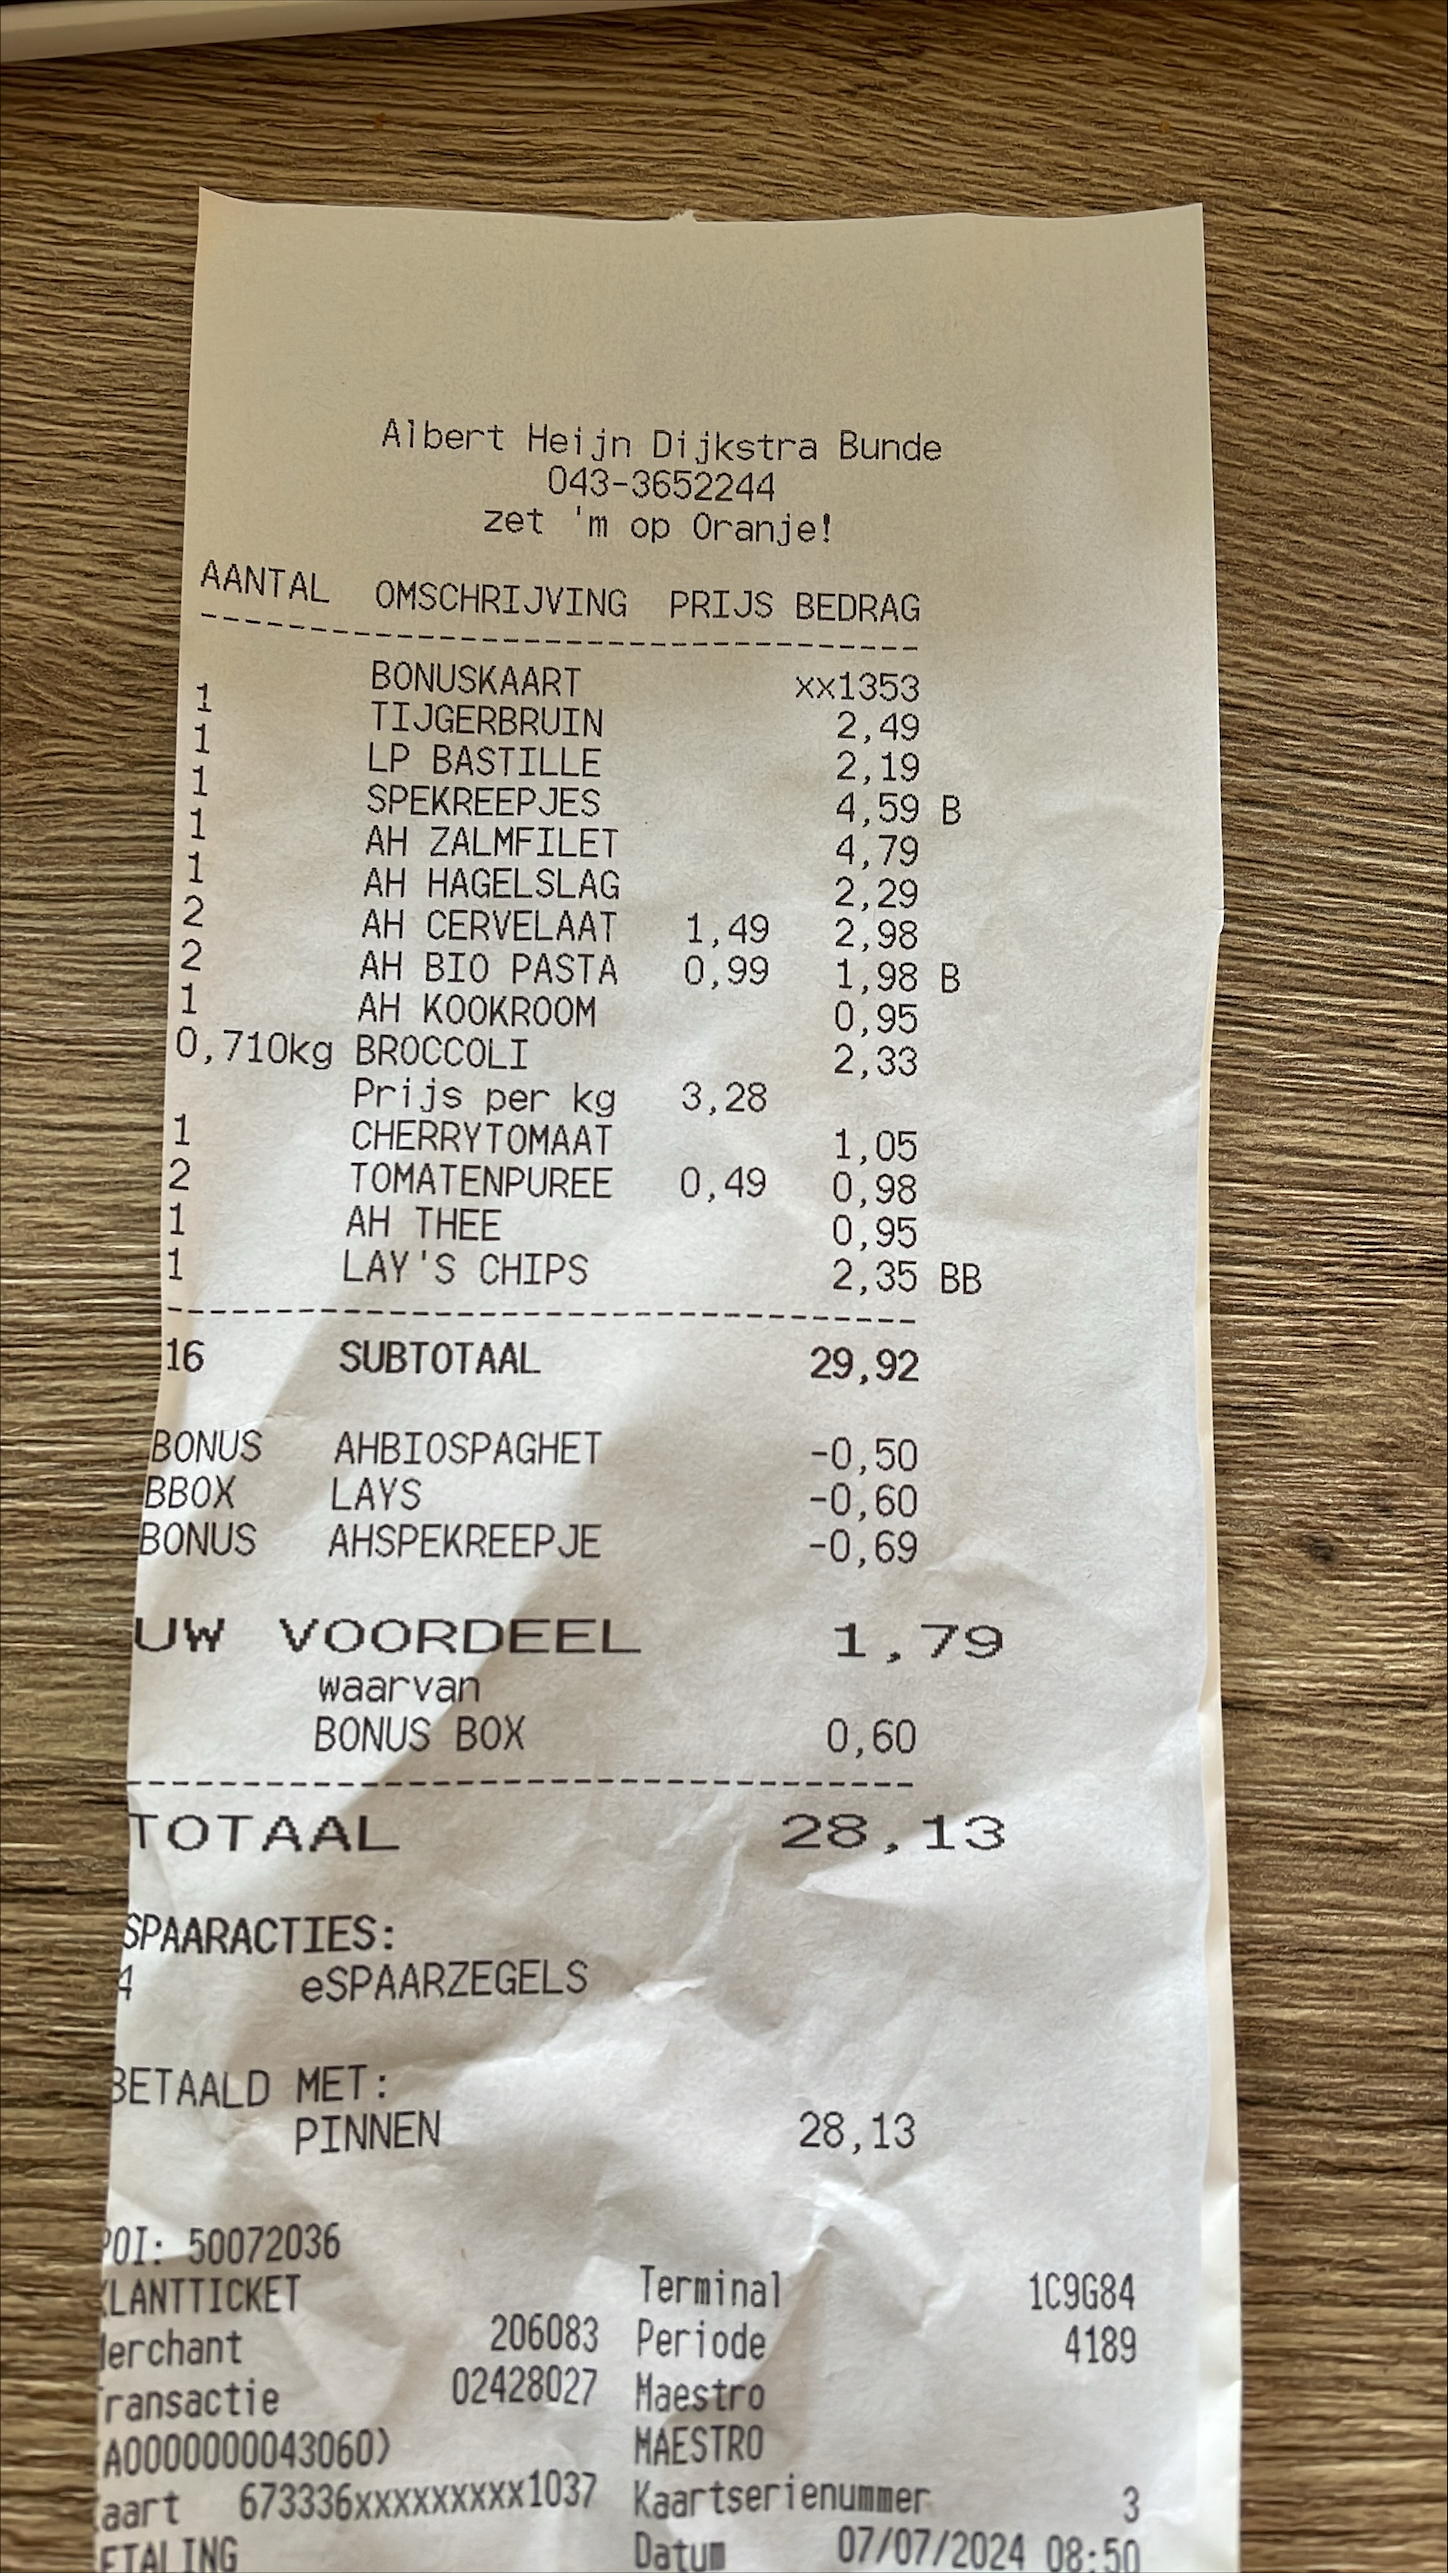 Albert Heijn Dijkstra Bunde
043-3652244
zet 'm op Oranje!
AANTAL OMSCHRIJVING PRIJS BEDRAG
BONUSKAART xx1353
1 TIJGERBRUIN 2,49
1 LP BASTILLE 2,19
1 SPEKREEPJES 4,59 B
1 AH ZALMFILET 4,79
1 AH HAGELSLAG 2,29
2 AH CERVELAAT 1,49 2,98
2 AH BIO PASTA 0,99 1,98 B
1 AH KOOKROOM 0,95
0,710kg BROCCOLI 2,33
Prijs per kg 3,28
1 CHERRYTOMAAT 1,05
2 TOMATENPUREE 0,49 0,98
1 AH THEE 0,95
1 LAY'S CHIPS 2,35 BB
16 SUBTOTAAL 29,92
BONUS AHBIOSPAGHET -0,50
BBOX LAYS -0,60
BONUS AHSPEKREEPJE -0,69
UW VOORDEEL 1,79
waarvan
BONUS BOX 0,60
TOTAAL 28,13
SPAARACTIES:
4 eSPAARZEGELS
BETAALD MET:
PINNEN 28,13
POI: 50072036
KLANTTICKET Terminal 1C9G84
Merchant 206083 Periode 4189
Transactie 02428027 Maestro
(A0000000043060) MAESTRO
Kaart 673336xxxxxxxxx1037 Kaartserienummer 3
BETALING Datum 07/07/2024 08:50